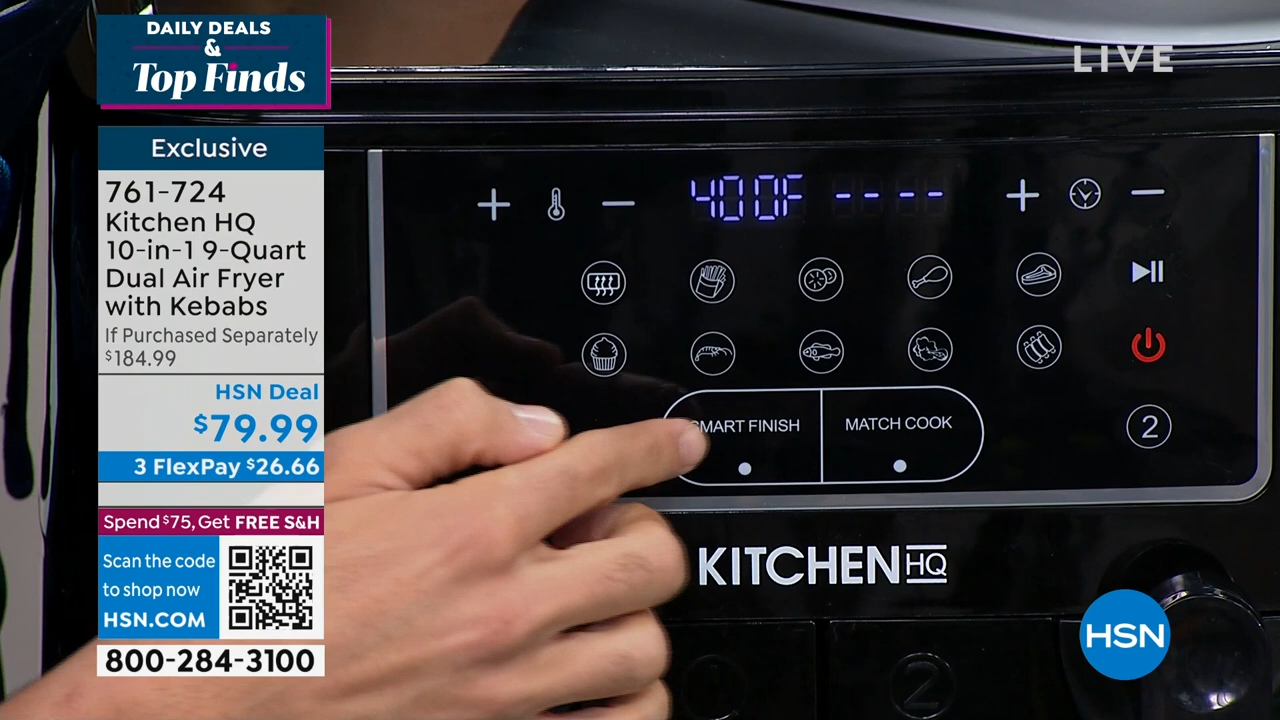 DAILY DEALS
&
Top Finds
LIVE
Exclusive
761-724
Kitchen HQ
10-in-1 9-Quart
Dual Air Fryer
with Kebabs
If Purchased Separately
$184.99
HSN Deal
$79.99
3 FlexPay $26.66
Spend $75, Get FREE S&H
Scan the code
to shop now
HSN.COM
800-284-3100
400F ----
SMART FINISH
MATCH COOK
2
KITCHEN HQ
1
2
HSN